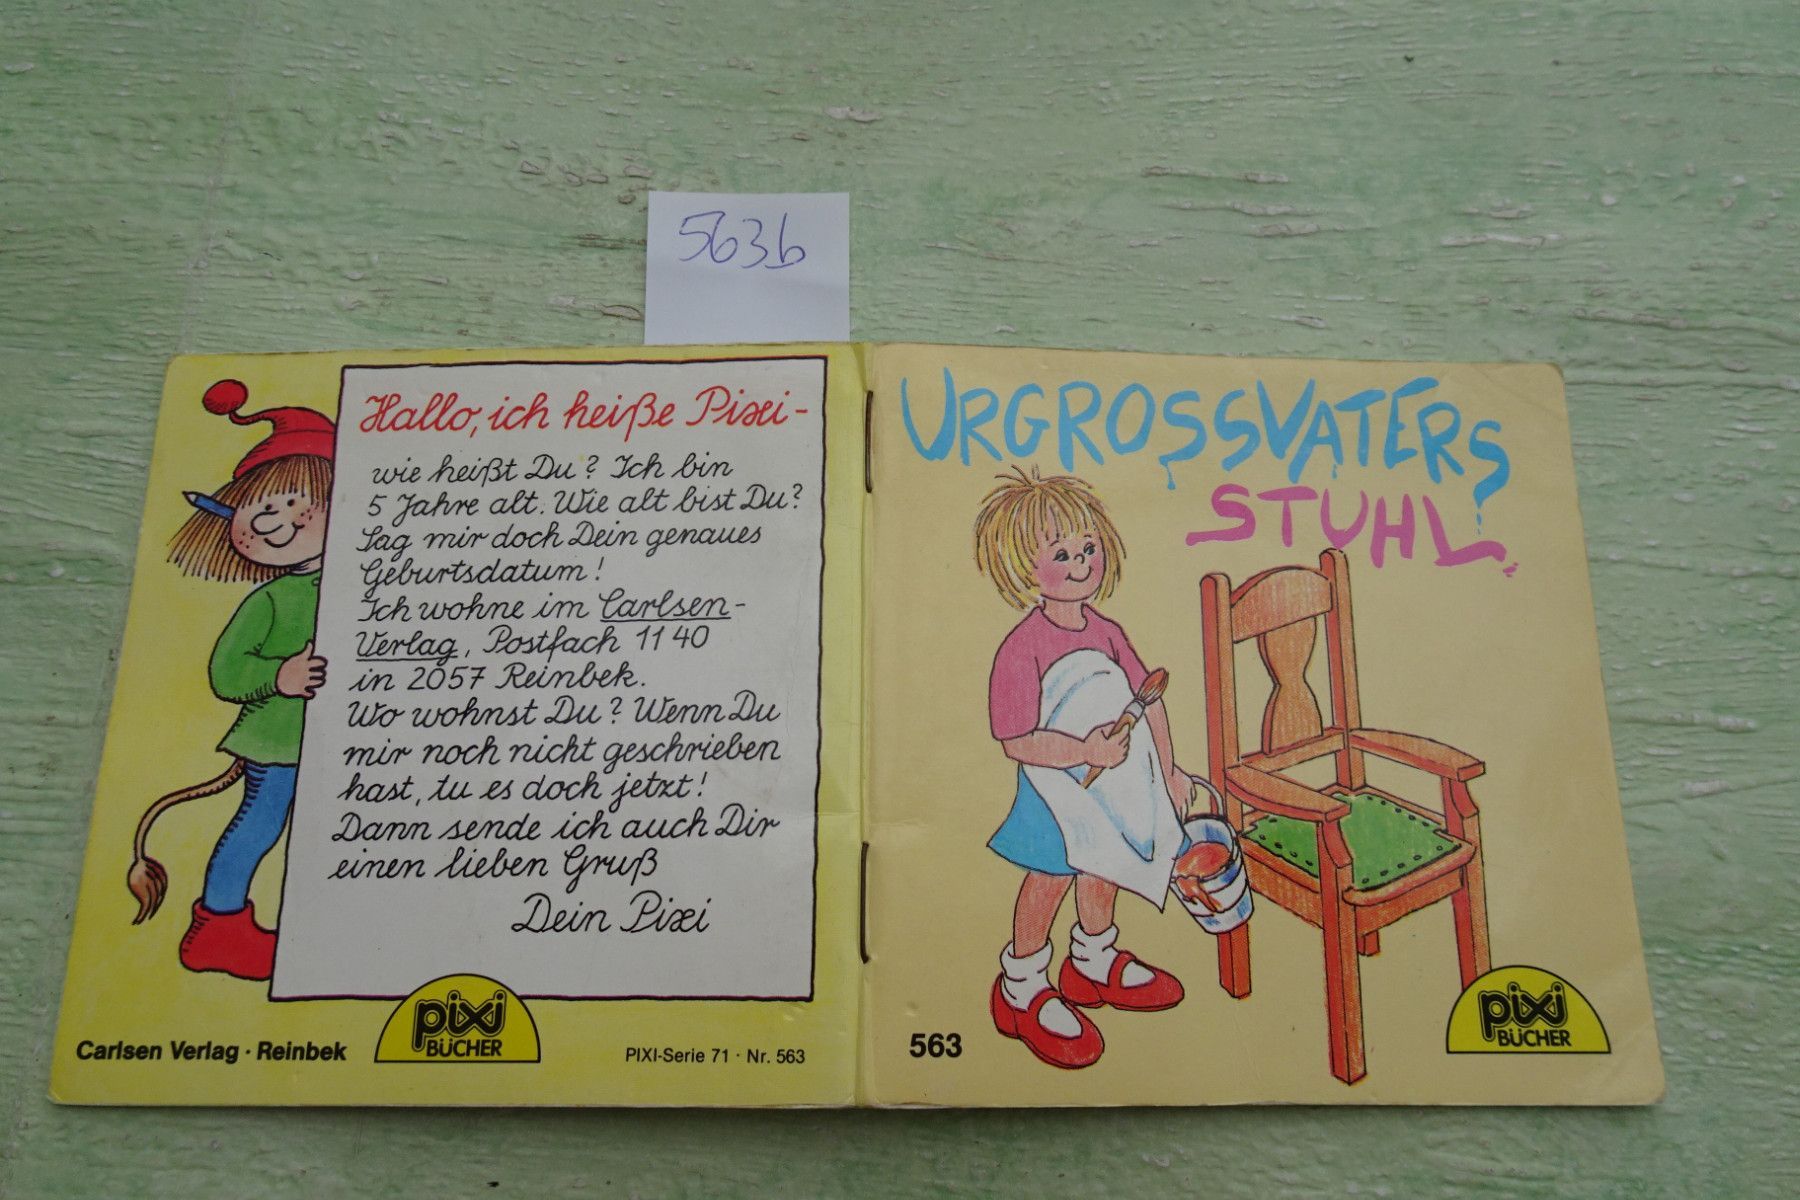 563b
Hallo, ich heiße Pixi-
wie heißt Du? Ich bin
5 Jahre alt. Wie alt bist Du?
Sag mir doch Dein genaues
Geburtsdatum!
Ich wohne im Carlsen-
Verlag, Postfach 11 40
in 2057 Reinbek.
Wo wohnst Du? Wenn Du
mir noch nicht geschrieben
hast, tu es doch jetzt!
Dann sende ich auch Dir
einen lieben Gruß
Dein Pixi
pixi
BÜCHER
Carlsen Verlag · Reinbek
PIXI-Serie 71 · Nr. 563
URGROSSVATERS
STUHL
563
pixi
BÜCHER